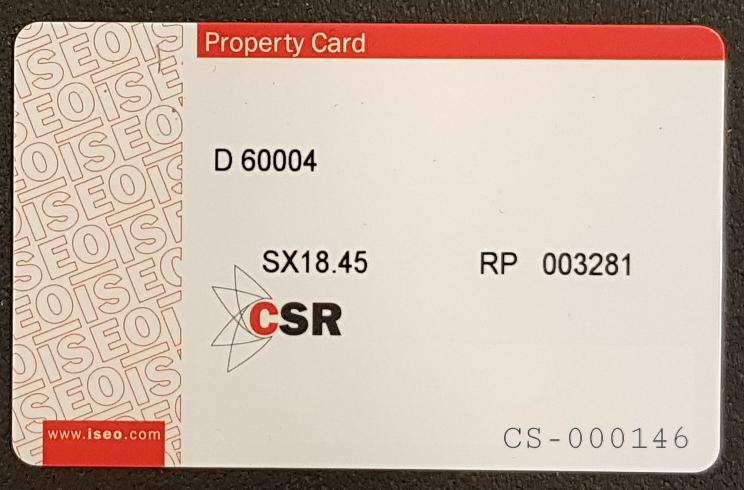 Property Card
D 60004
SX18.45 RP 003281
CSR
www.iseo.com
CS-000146